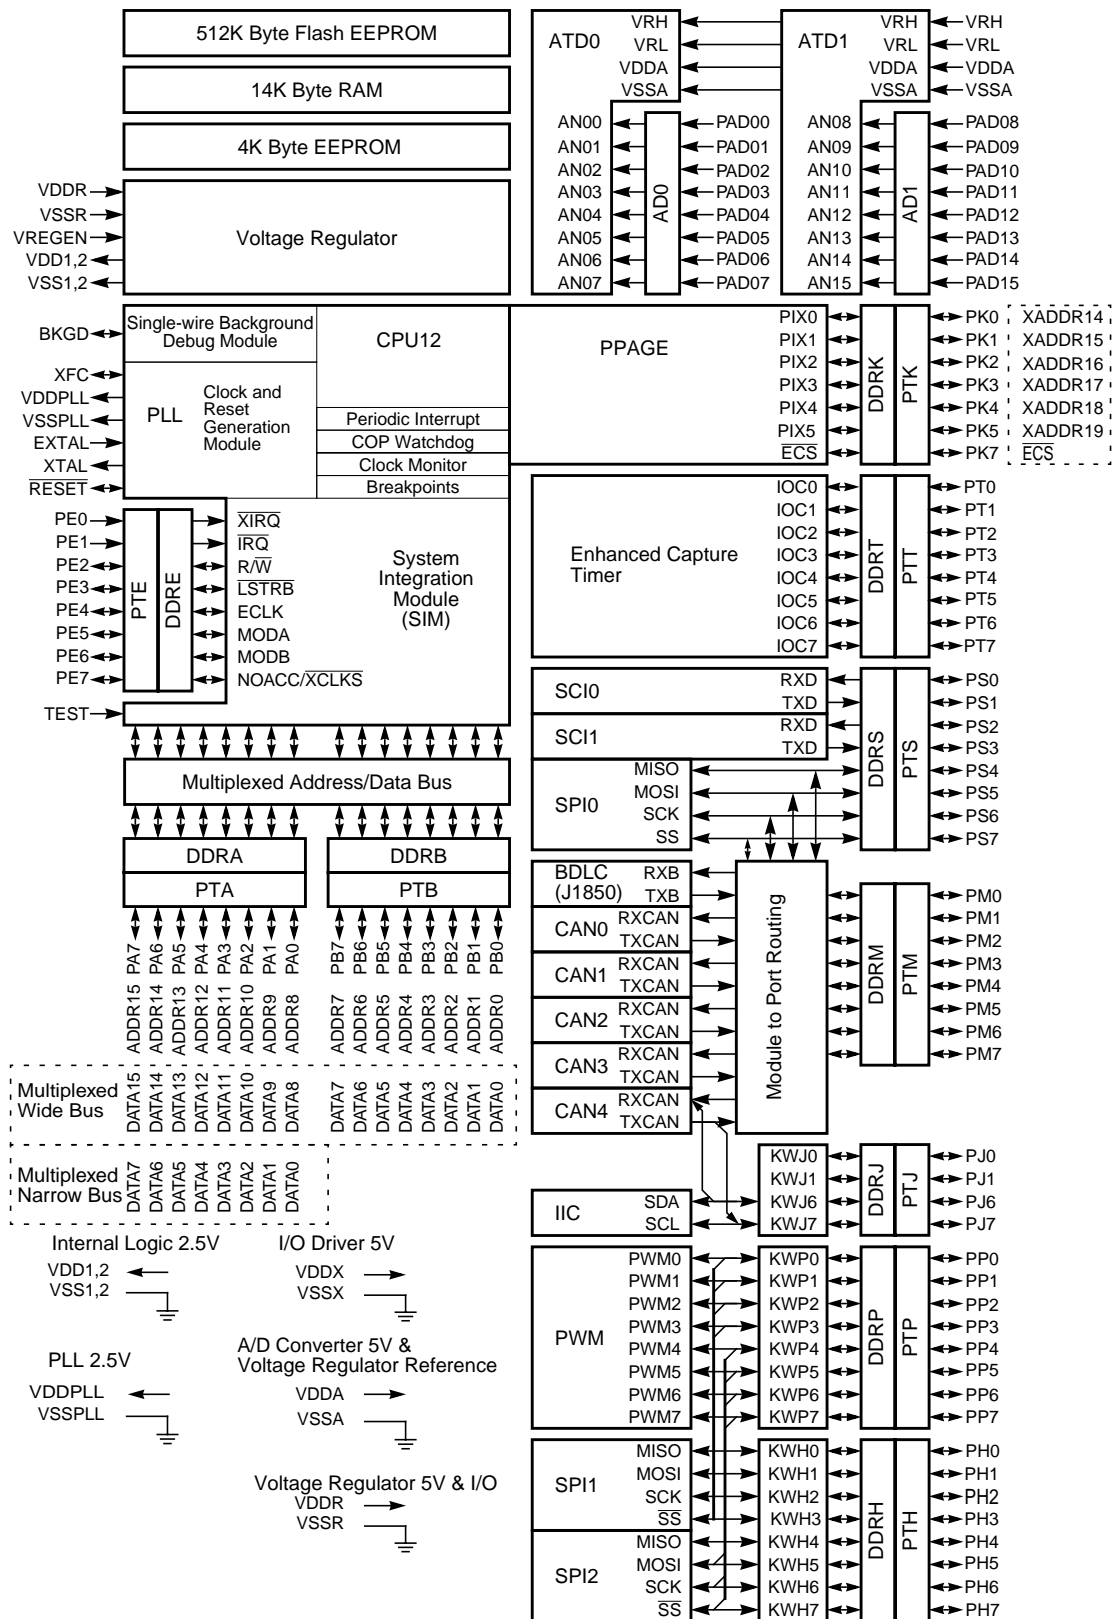 512K Byte Flash EEPROM
14K Byte RAM
4K Byte EEPROM
VDDR
VSSR
VREGEN
VDD1,2
VSS1,2
Voltage Regulator
ATD0
VRH
VRL
VDDA
VSSA
AN00
AN01
AN02
AN03
AN04
AN05
AN06
AN07
AD0
PAD00
PAD01
PAD02
PAD03
PAD04
PAD05
PAD06
PAD07
ATD1
VRH
VRL
VDDA
VSSA
VRH
VRL
VDDA
VSSA
AN08
AN09
AN10
AN11
AN12
AN13
AN14
AN15
AD1
PAD08
PAD09
PAD10
PAD11
PAD12
PAD13
PAD14
PAD15
BKGD
XFC
VDDPLL
VSSPLL
EXTAL
XTAL
RESET
Single-wire Background
Debug Module
CPU12
PLL
Clock and
Reset
Generation
Module
Periodic Interrupt
COP Watchdog
Clock Monitor
Breakpoints
PPAGE
PIX0
PIX1
PIX2
PIX3
PIX4
PIX5
ECS
DDRK
PTK
PK0
PK1
PK2
PK3
PK4
PK5
PK7
XADDR14
XADDR15
XADDR16
XADDR17
XADDR18
XADDR19
ECS
PE0
PE1
PE2
PE3
PE4
PE5
PE6
PE7
TEST
PTE
DDRE
XIRQ
IRQ
R/W
LSTRB
ECLK
MODA
MODB
NOACC/XCLKS
System
Integration
Module
(SIM)
Enhanced Capture
Timer
IOC0
IOC1
IOC2
IOC3
IOC4
IOC5
IOC6
IOC7
DDRT
PTT
PT0
PT1
PT2
PT3
PT4
PT5
PT6
PT7
Multiplexed Address/Data Bus
DDRA
PTA
DDRB
PTB
PA7
PA6
PA5
PA4
PA3
PA2
PA1
PA0
PB7
PB6
PB5
PB4
PB3
PB2
PB1
PB0
ADDR15
ADDR14
ADDR13
ADDR12
ADDR11
ADDR10
ADDR9
ADDR8
ADDR7
ADDR6
ADDR5
ADDR4
ADDR3
ADDR2
ADDR1
ADDR0
Multiplexed
Wide Bus
DATA15
DATA14
DATA13
DATA12
DATA11
DATA10
DATA9
DATA8
DATA7
DATA6
DATA5
DATA4
DATA3
DATA2
DATA1
DATA0
Multiplexed
Narrow Bus
DATA7
DATA6
DATA5
DATA4
DATA3
DATA2
DATA1
DATA0
SCI0
RXD
TXD
SCI1
RXD
TXD
SPI0
MISO
MOSI
SCK
SS
DDRS
PTS
PS0
PS1
PS2
PS3
PS4
PS5
PS6
PS7
BDLC
(J1850)
RXB
TXB
CAN0
RXCAN
TXCAN
CAN1
RXCAN
TXCAN
CAN2
RXCAN
TXCAN
CAN3
RXCAN
TXCAN
CAN4
RXCAN
TXCAN
Module to Port Routing
DDRM
PTM
PM0
PM1
PM2
PM3
PM4
PM5
PM6
PM7
IIC
SDA
SCL
KWJ0
KWJ1
KWJ6
KWJ7
DDRJ
PTJ
PJ0
PJ1
PJ6
PJ7
PWM
PWM0
PWM1
PWM2
PWM3
PWM4
PWM5
PWM6
PWM7
KWP0
KWP1
KWP2
KWP3
KWP4
KWP5
KWP6
KWP7
DDRP
PTP
PP0
PP1
PP2
PP3
PP4
PP5
PP6
PP7
SPI1
MISO
MOSI
SCK
SS
SPI2
MISO
MOSI
SCK
SS
KWH0
KWH1
KWH2
KWH3
KWH4
KWH5
KWH6
KWH7
DDRH
PTH
PH0
PH1
PH2
PH3
PH4
PH5
PH6
PH7
Internal Logic 2.5V
VDD1,2
VSS1,2
I/O Driver 5V
VDDX
VSSX
PLL 2.5V
VDDPLL
VSSPLL
A/D Converter 5V &
Voltage Regulator Reference
VDDA
VSSA
Voltage Regulator 5V & I/O
VDDR
VSSR